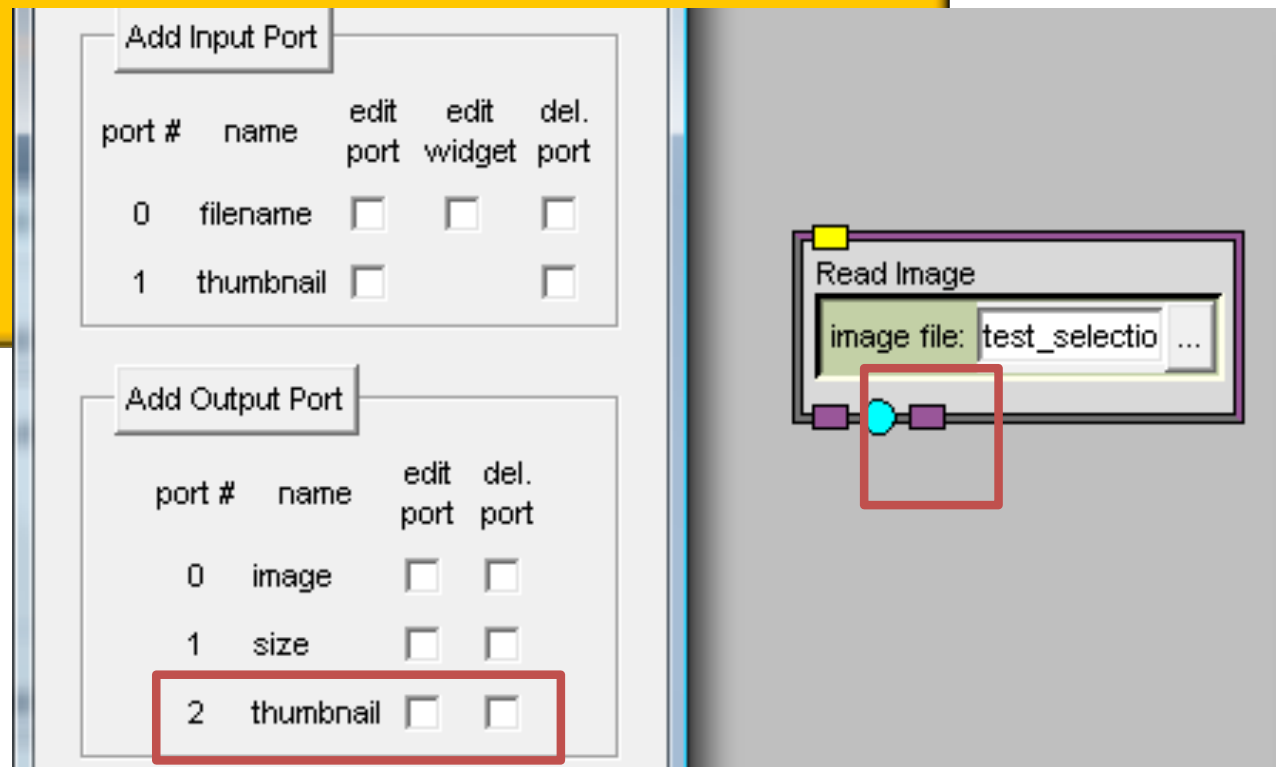 Add Input Port
port # name edit port edit widget del. port
0 filename
1 thumbnail
Add Output Port
port # name edit port del. port
0 image
1 size
2 thumbnail
Read Image
image file: test_selectio ...